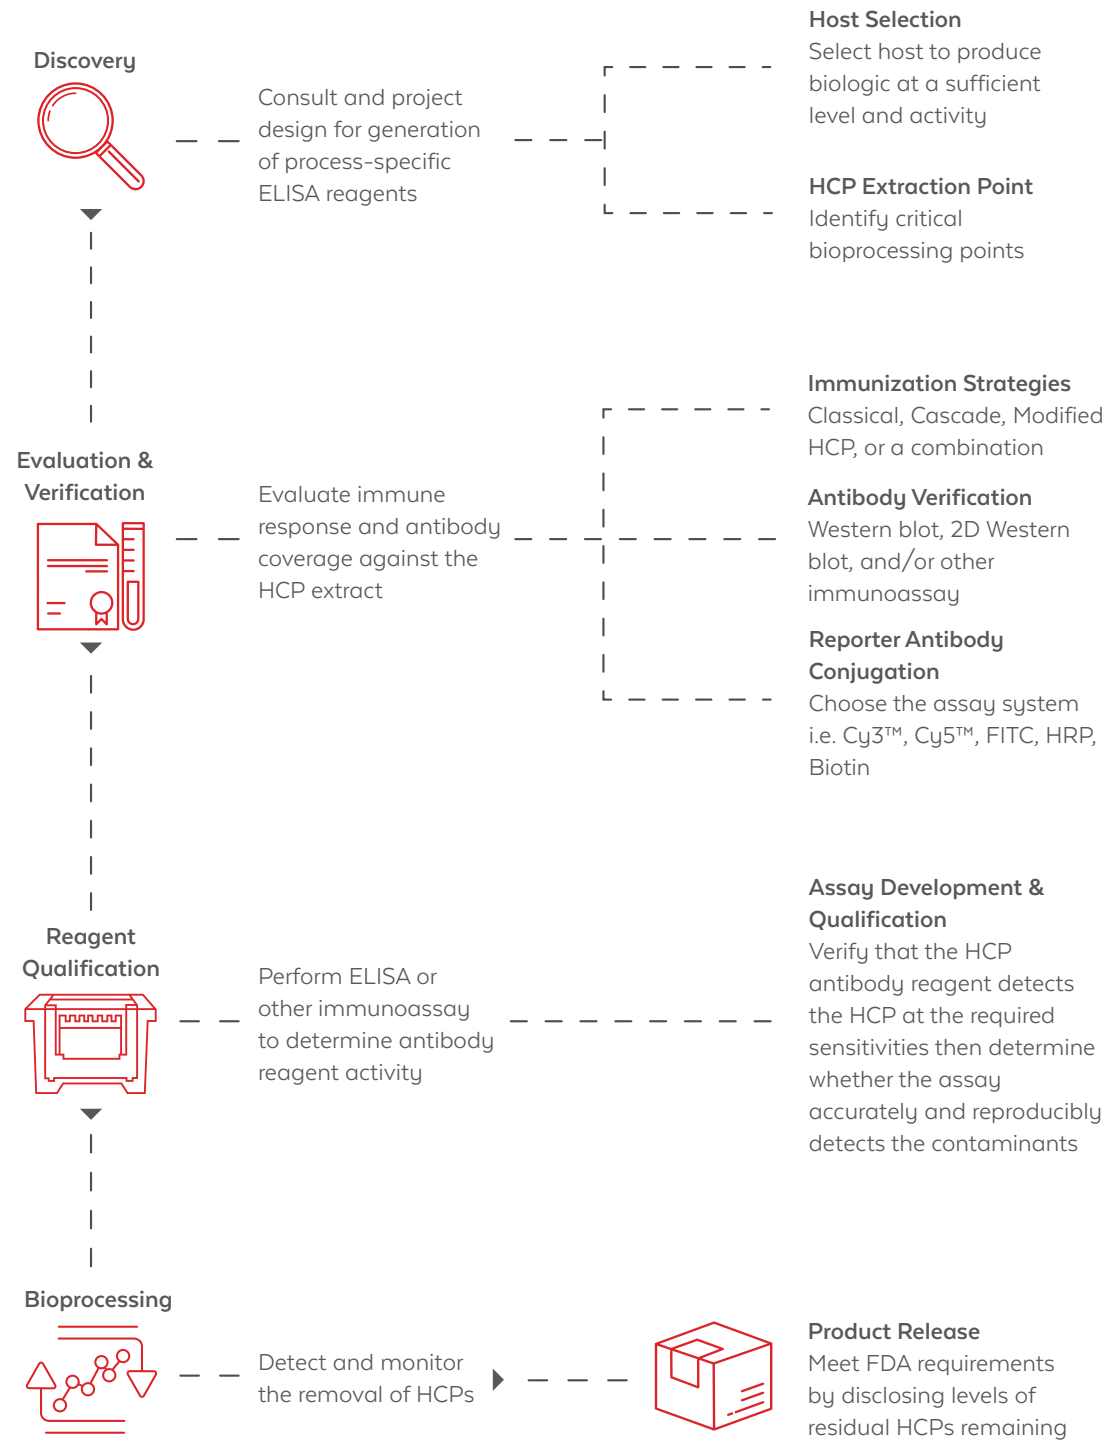 Discovery
Consult and project
design for generation
of process-specific
ELISA reagents
Host Selection
Select host to produce
biologic at a sufficient
level and activity
HCP Extraction Point
Identify critical
bioprocessing points
Evaluation &
Verification
Evaluate immune
response and antibody
coverage against the
HCP extract
Immunization Strategies
Classical, Cascade, Modified
HCP, or a combination
Antibody Verification
Western blot, 2D Western
blot, and/or other
immunoassay
Reporter Antibody
Conjugation
Choose the assay system
i.e. Cy3™, Cy5™, FITC, HRP,
Biotin
Reagent
Qualification
Perform ELISA or
other immunoassay
to determine antibody
reagent activity
Assay Development &
Qualification
Verify that the HCP
antibody reagent detects
the HCP at the required
sensitivities then determine
whether the assay
accurately and reproducibly
detects the contaminants
Bioprocessing
Detect and monitor
the removal of HCPs
Product Release
Meet FDA requirements
by disclosing levels of
residual HCPs remaining